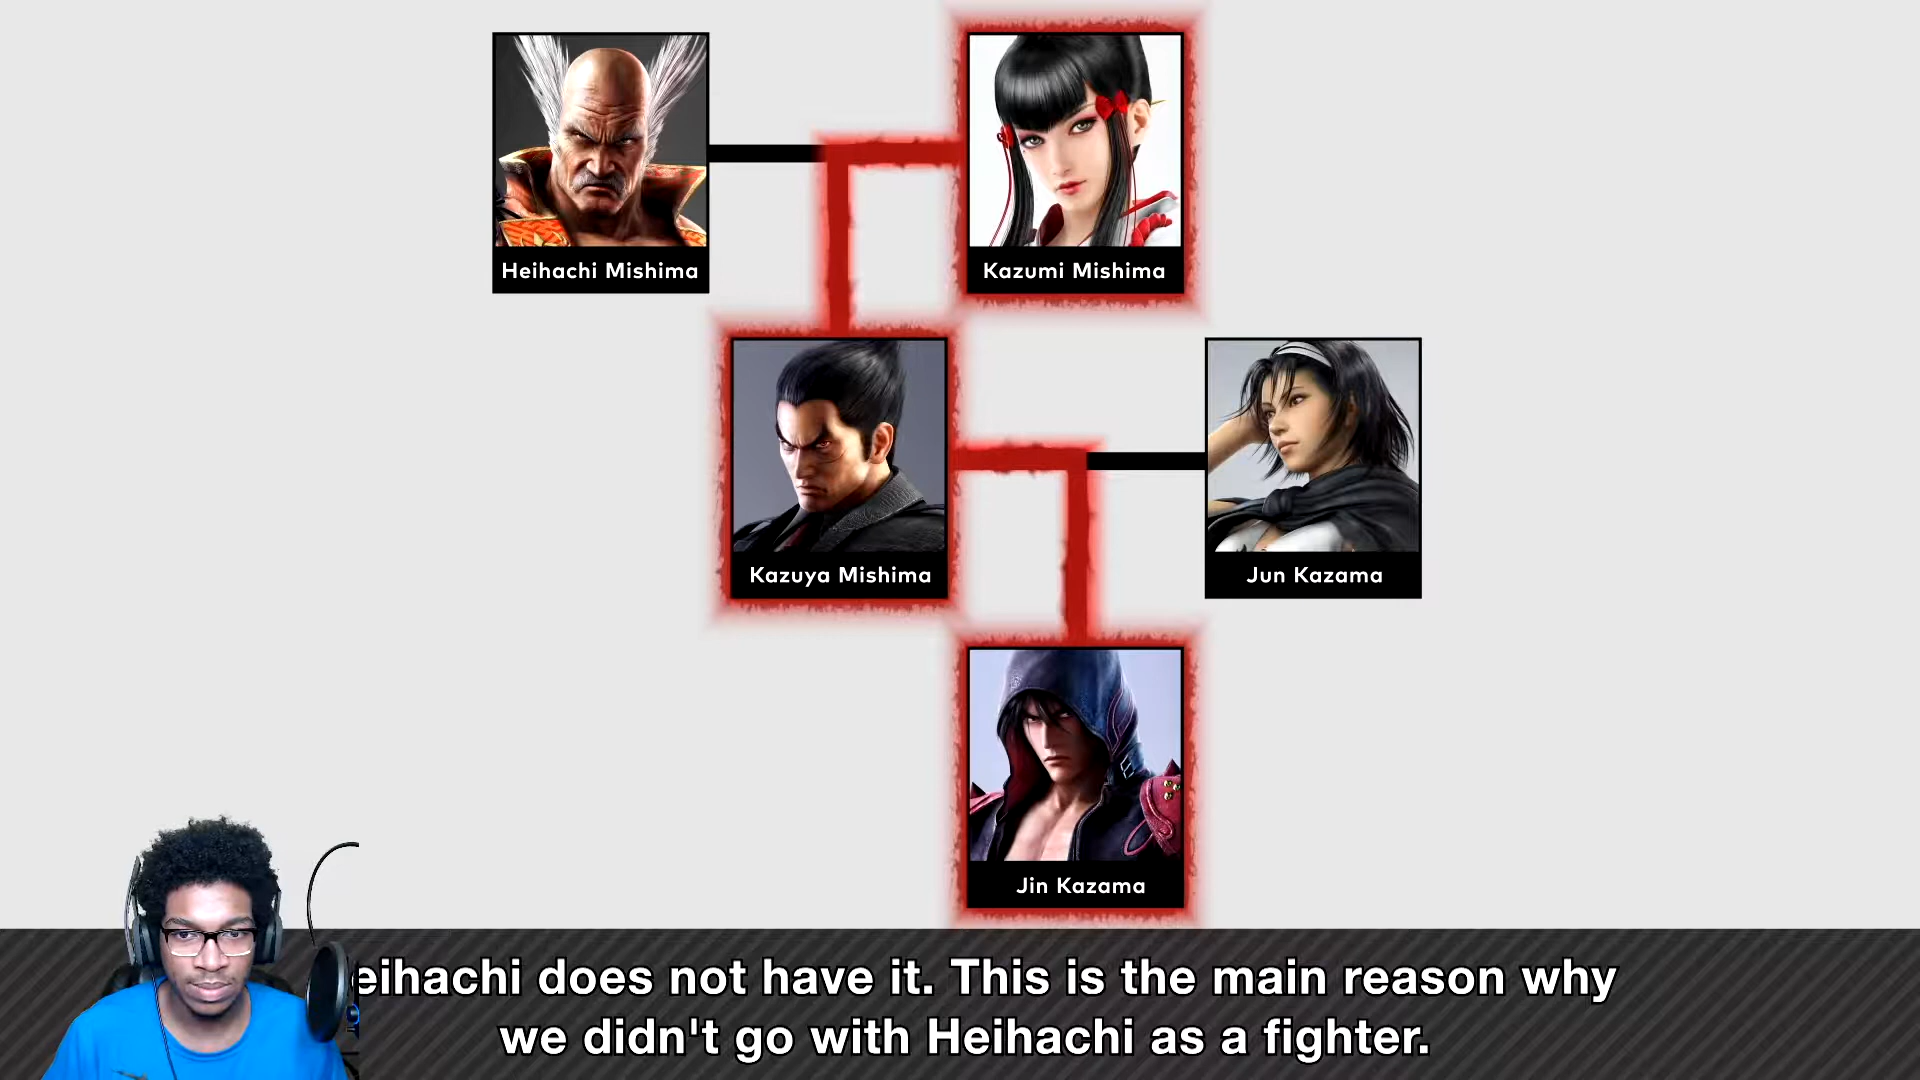 Heihachi Mishima
Kazumi Mishima
Kazuya Mishima
Jun Kazama
Jin Kazama
eihachi does not have it. This is the main reason why
we didn't go with Heihachi as a fighter.